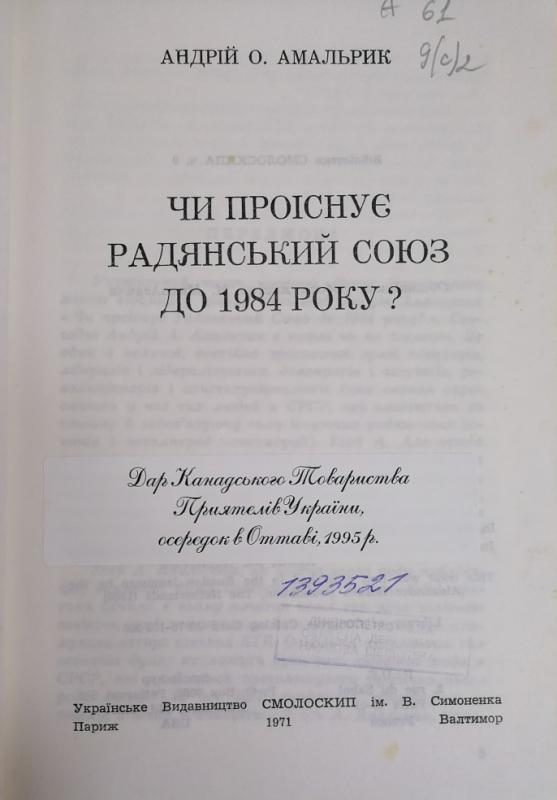 А 61
9(с)2
АНДРІЙ О. АМАЛЬРИК
ЧИ ПРОІСНУЄ
РАДЯНСЬКИЙ СОЮЗ
ДО 1984 РОКУ?
Дар Канадського Товариства
Приятелів України,
осередок в Оттаві, 1995 р.
1393521
Українське Видавництво СМОЛОСКИП ім. В. Симоненка
Париж 1971 Валтимор